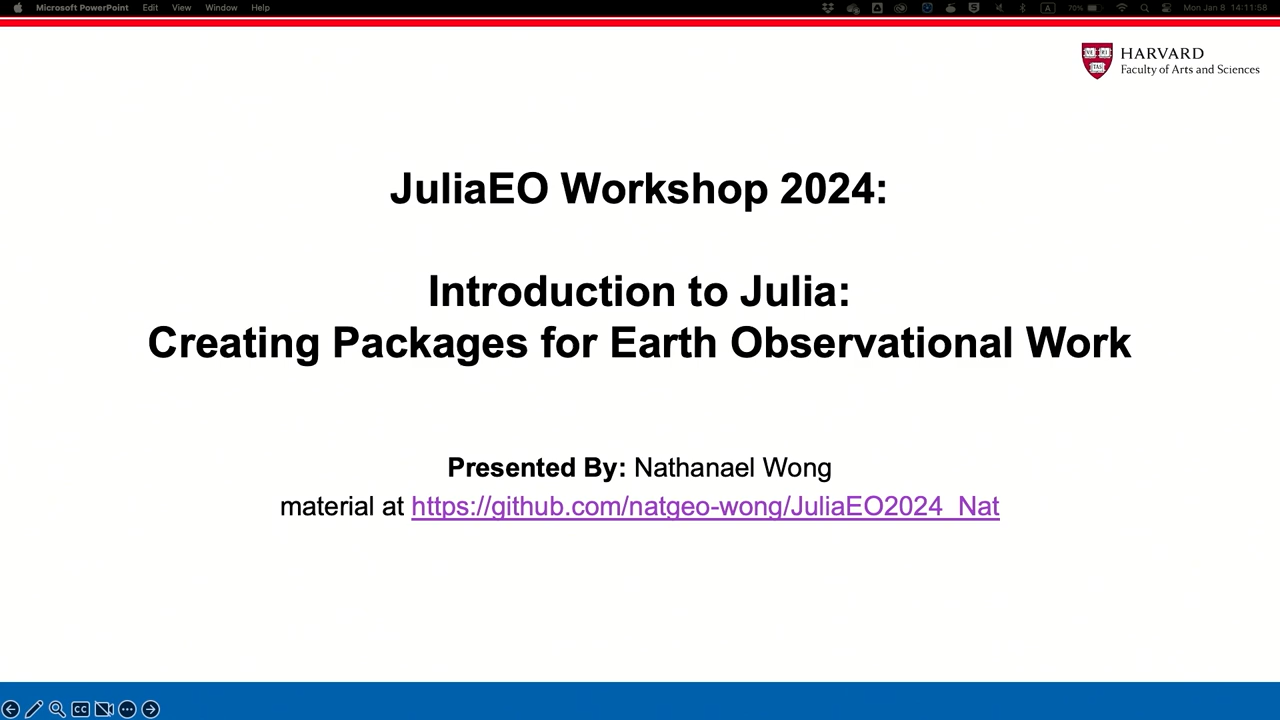 Microsoft PowerPoint Edit View Window Help
70% Mon Jan 8 14:11:58
HARVARD
Faculty of Arts and Sciences
JuliaEO Workshop 2024:
Introduction to Julia:
Creating Packages for Earth Observational Work
Presented By: Nathanael Wong
material at https://github.com/natgeo-wong/JuliaEO2024_Nat
CC